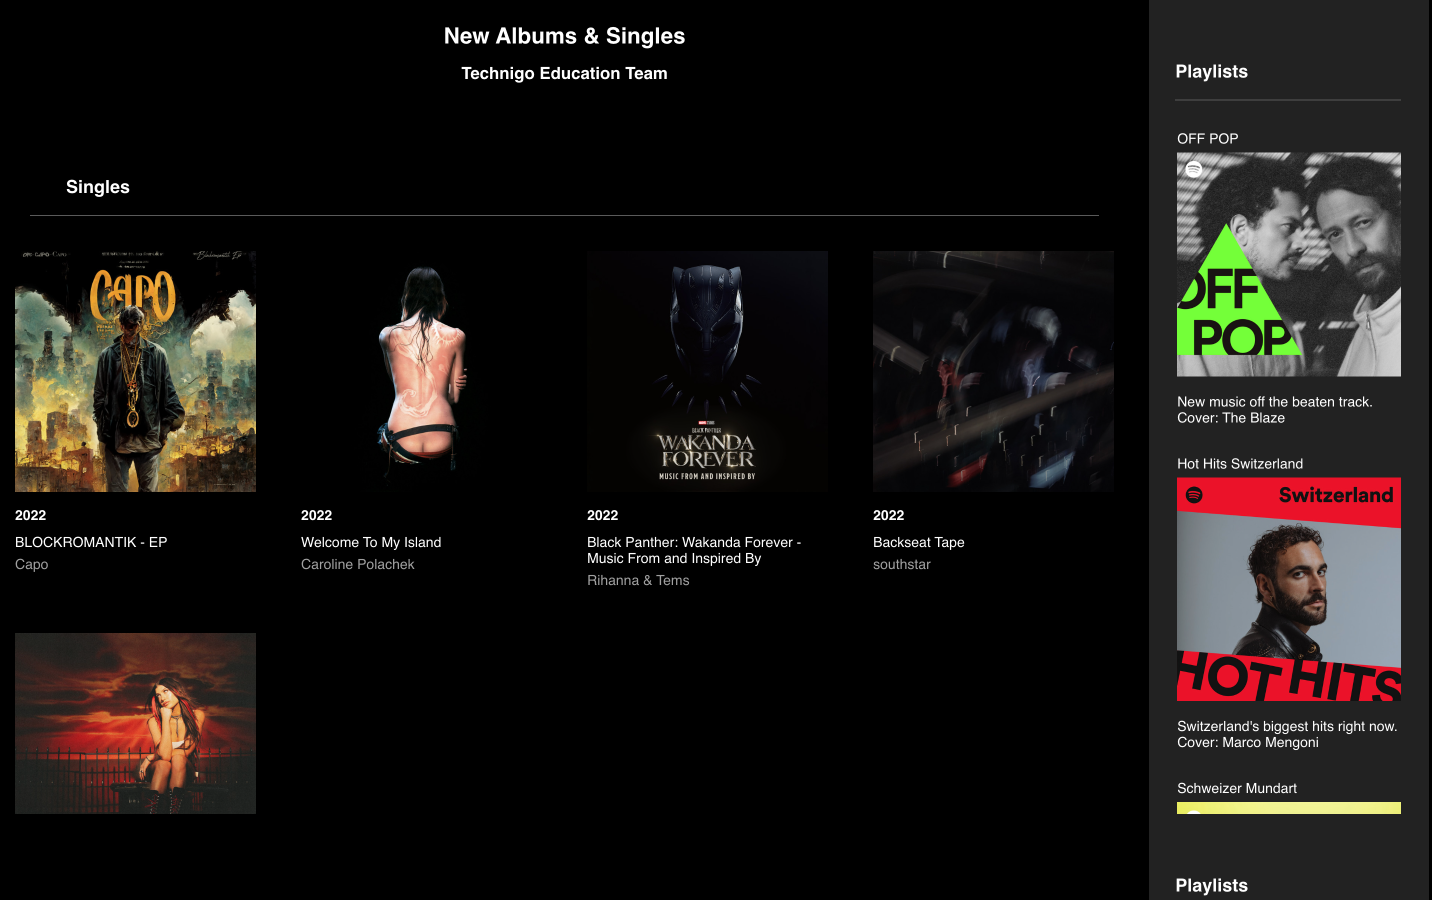 New Albums & Singles
Technigo Education Team
Singles
CAPO
2022
BLOCKROMANTIK - EP
Capo
2022
Welcome To My Island
Caroline Polachek
BLACK PANTHER
WAKANDA
FOREVER
MUSIC FROM AND INSPIRED BY
2022
Black Panther: Wakanda Forever -
Music From and Inspired By
Rihanna & Tems
2022
Backseat Tape
southstar
Playlists
OFF POP
OFF
POP
New music off the beaten track.
Cover: The Blaze
Hot Hits Switzerland
Switzerland
HOT HITS
Switzerland's biggest hits right now.
Cover: Marco Mengoni
Schweizer Mundart
Playlists